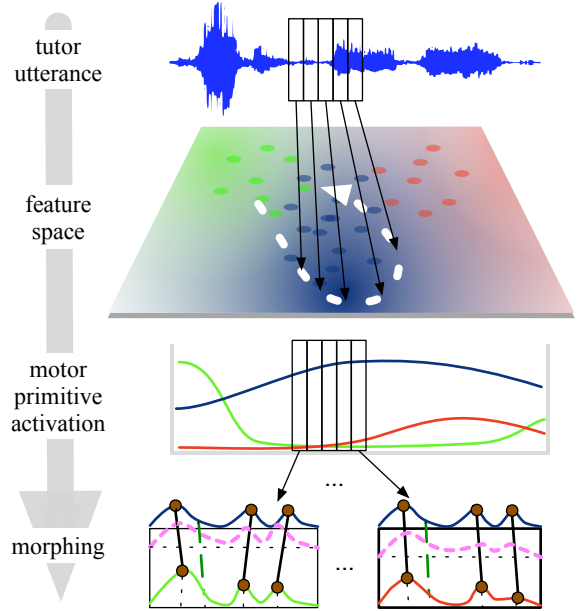 tutor
utterance
feature
space
motor
primitive
activation
...
morphing
...